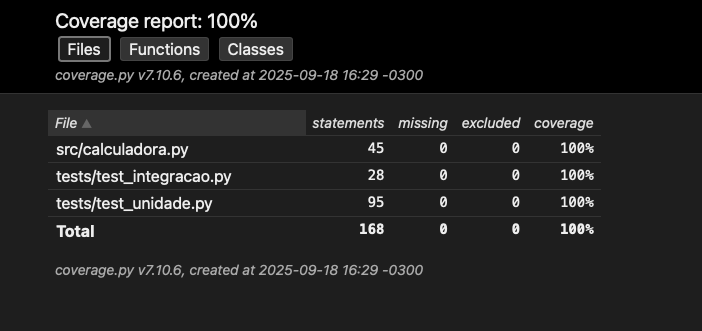 Coverage report: 100%
Files Functions Classes
coverage.py v7.10.6, created at 2025-09-18 16:29 -0300
File ▲ statements missing excluded coverage
src/calculadora.py 45 0 0 100%
tests/test_integracao.py 28 0 0 100%
tests/test_unidade.py 95 0 0 100%
Total 168 0 0 100%
coverage.py v7.10.6, created at 2025-09-18 16:29 -0300